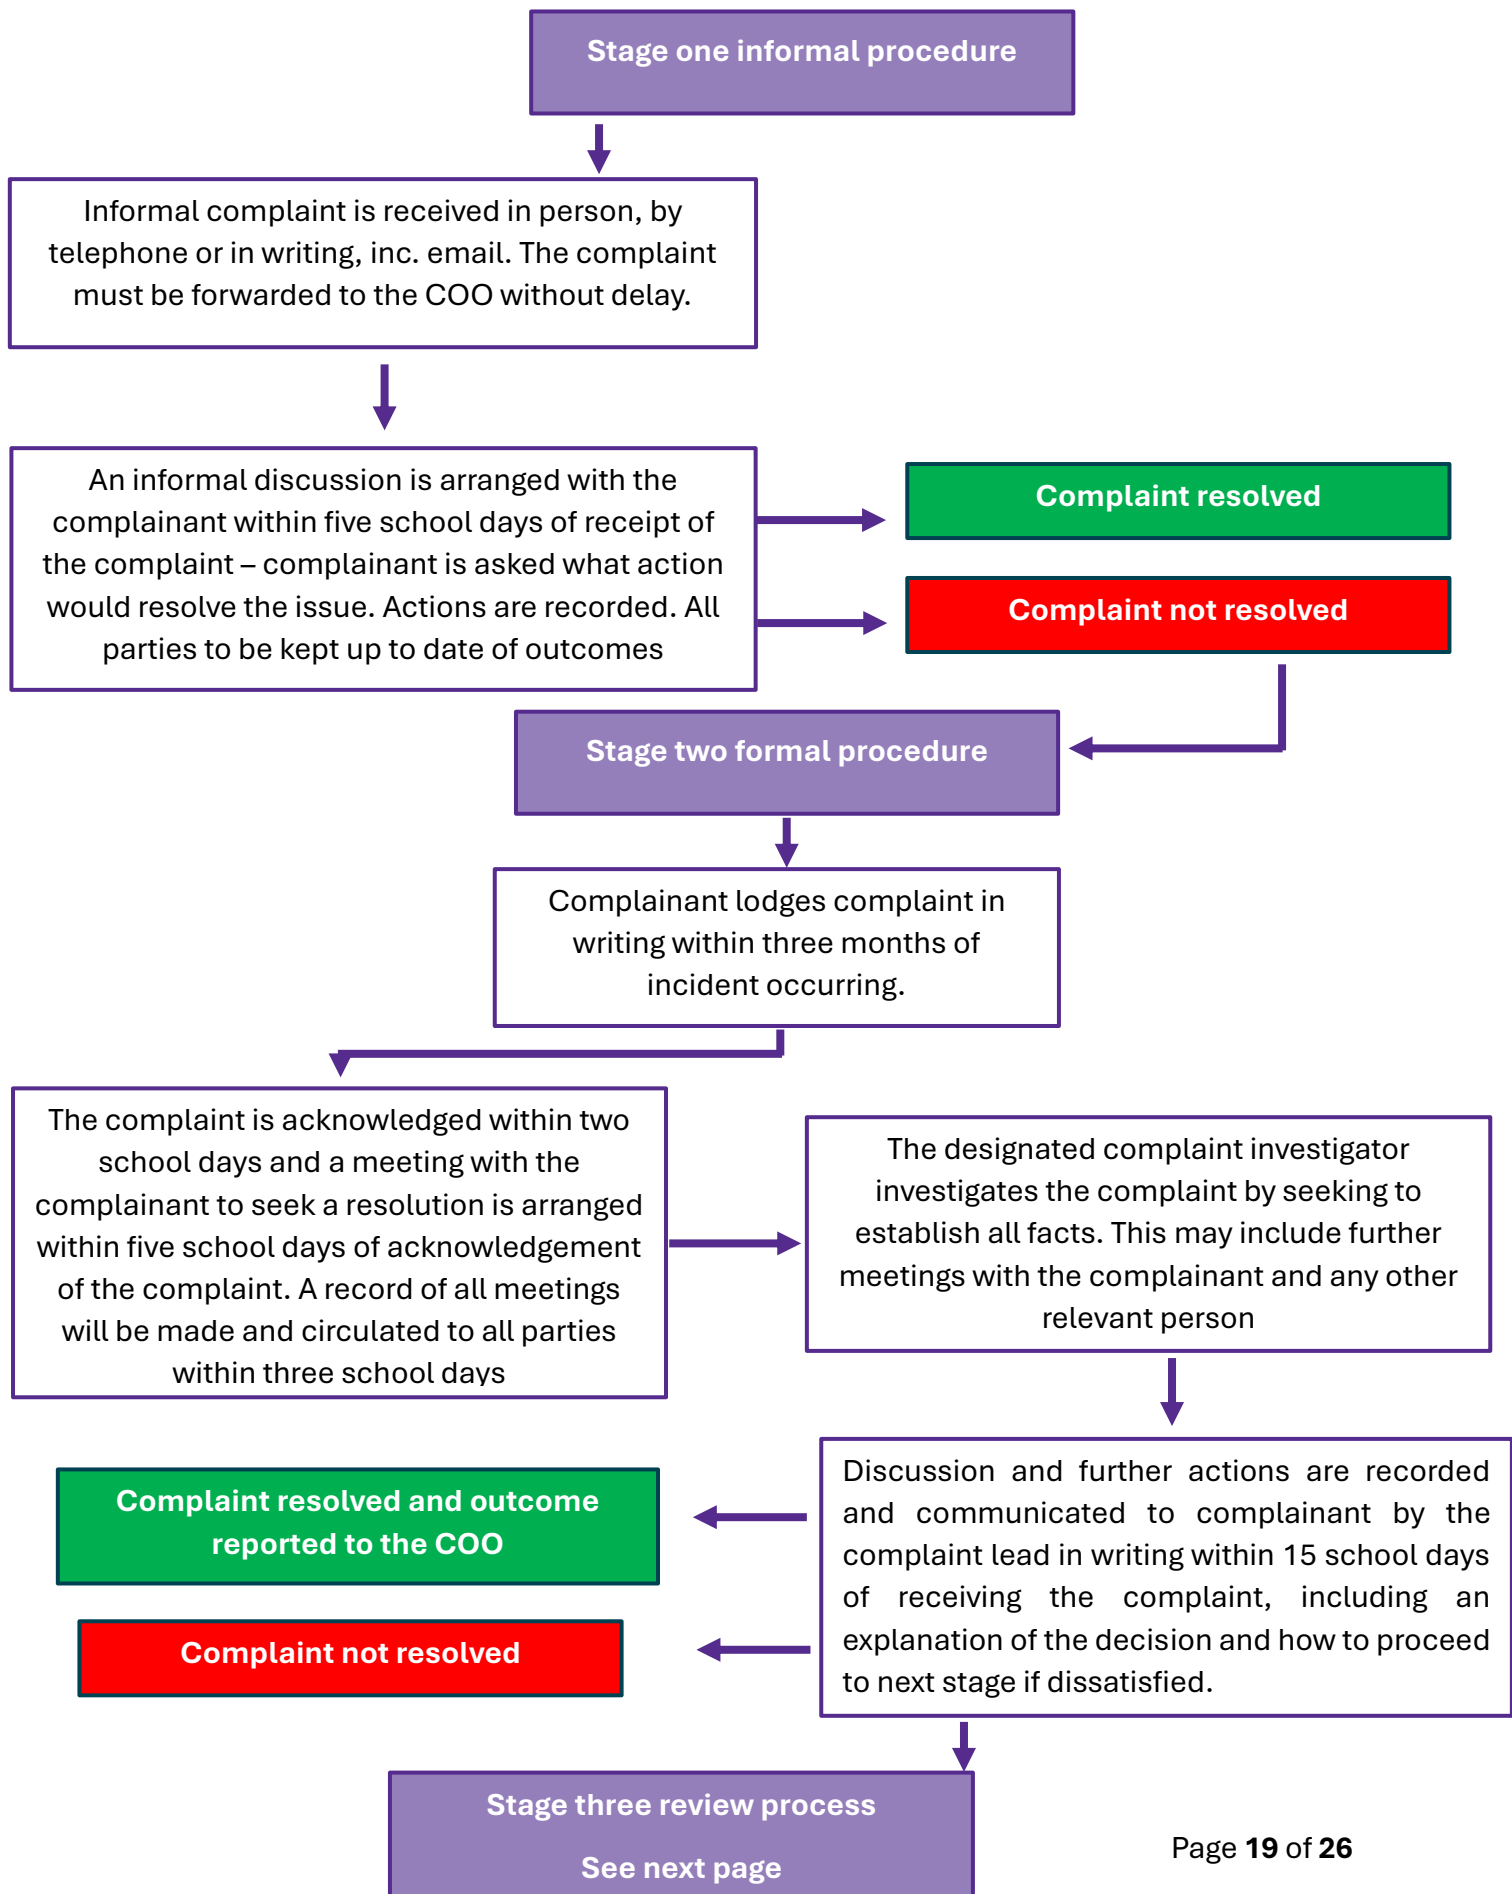 Stage one informal procedure
Informal complaint is received in person, by
telephone or in writing, inc. email. The complaint
must be forwarded to the COO without delay.
An informal discussion is arranged with the
complainant within five school days of receipt of
the complaint – complainant is asked what action
would resolve the issue. Actions are recorded. All
parties to be kept up to date of outcomes
Complaint resolved
Complaint not resolved
Stage two formal procedure
Complainant lodges complaint in
writing within three months of
incident occurring.
The complaint is acknowledged within two
school days and a meeting with the
complainant to seek a resolution is arranged
within five school days of acknowledgement
of the complaint. A record of all meetings
will be made and circulated to all parties
within three school days
The designated complaint investigator
investigates the complaint by seeking to
establish all facts. This may include further
meetings with the complainant and any other
relevant person
Discussion and further actions are recorded
and communicated to complainant by the
complaint lead in writing within 15 school days
of receiving the complaint, including an
explanation of the decision and how to proceed
to next stage if dissatisfied.
Complaint resolved and outcome
reported to the COO
Complaint not resolved
Stage three review process
See next page
Page 19 of 26